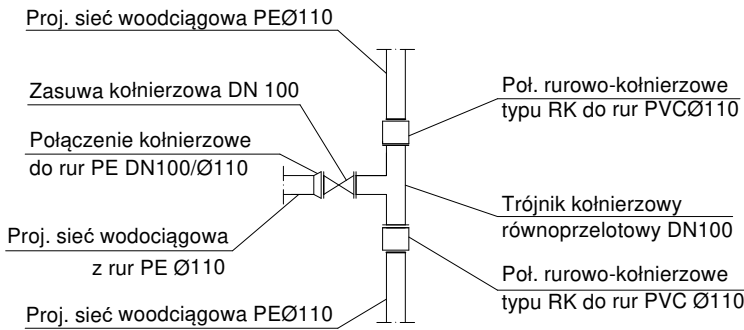 Proj. sieć woodciągowa PEØ110
Zasuwa kołnierzowa DN 100
Połączenie kołnierzowe
do rur PE DN100/Ø110
Proj. sieć wodociągowa
z rur PE Ø110
Proj. sieć woodciągowa PEØ110
Poł. rurowo-kołnierzowe
typu RK do rur PVCØ110
Trójnik kołnierzowy
równoprzelotowy DN100
Poł. rurowo-kołnierzowe
typu RK do rur PVC Ø110